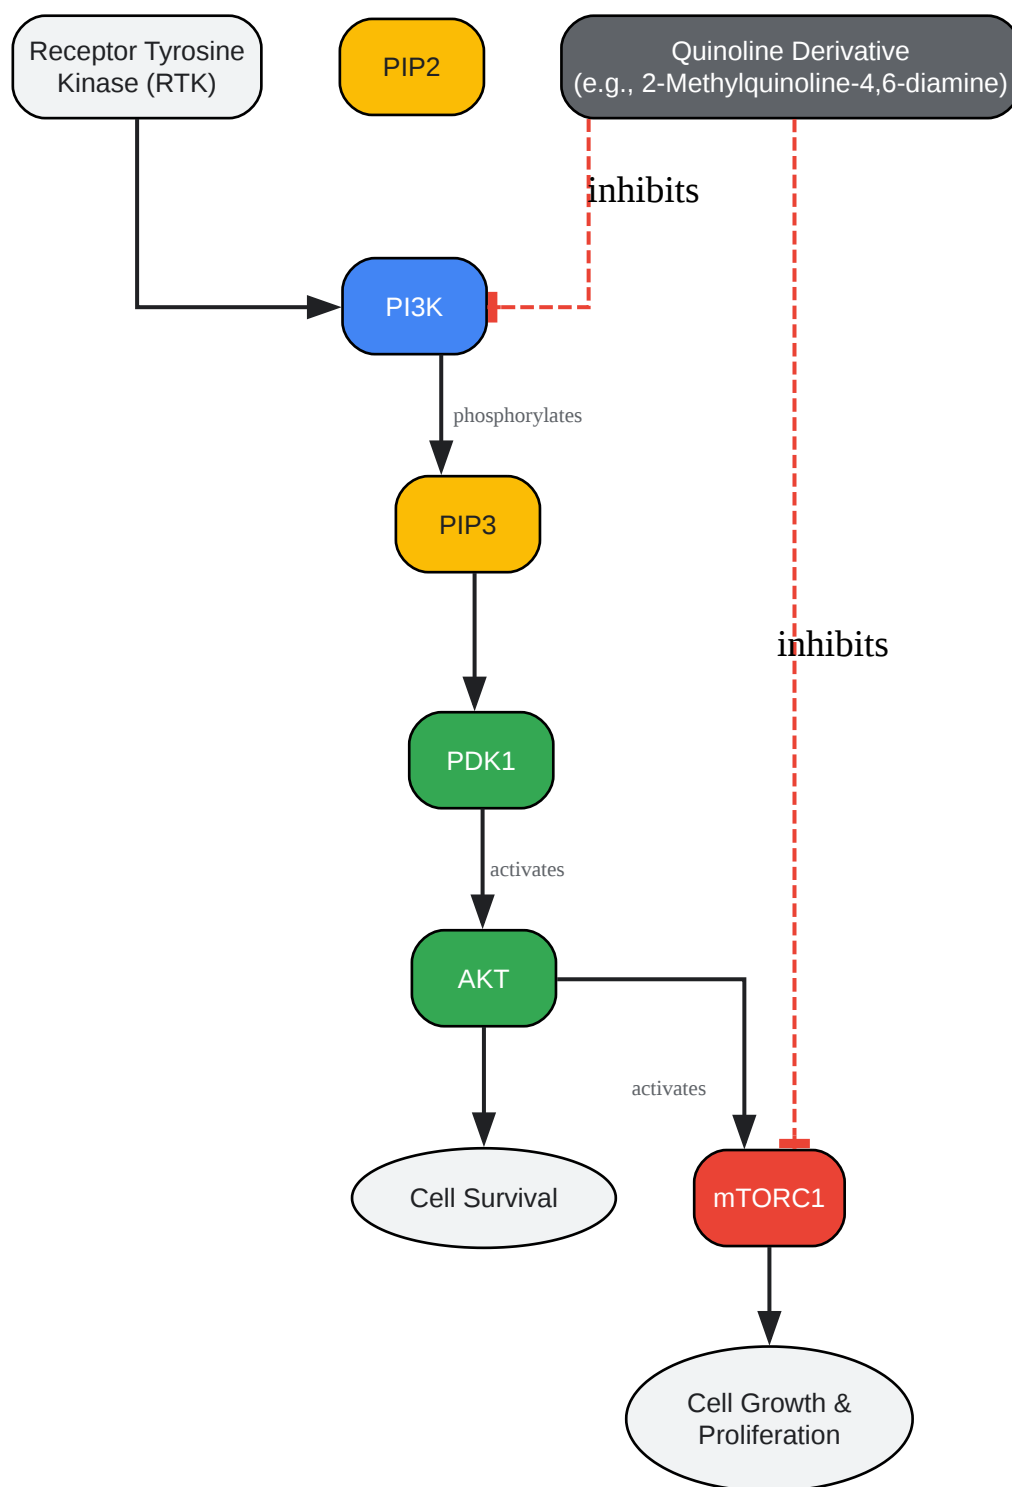 Receptor Tyrosine
Kinase (RTK)
PIP2
Quinoline Derivative
(e.g., 2-Methylquinoline-4,6-diamine)
inhibits
PI3K
phosphorylates
PIP3
inhibits
PDK1
activates
AKT
activates
Cell Survival
mTORC1
Cell Growth &
Proliferation